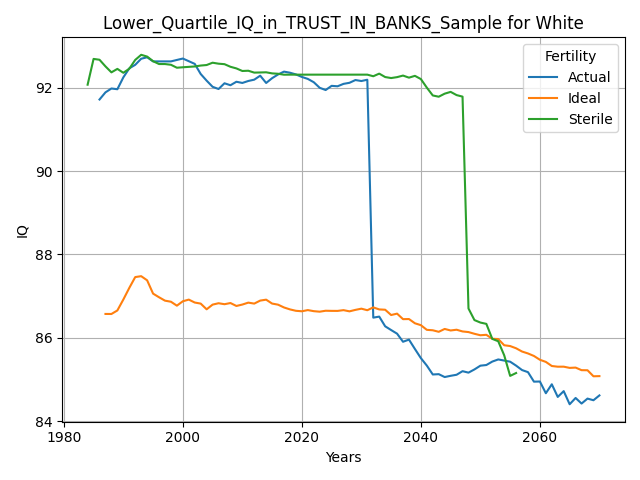 Lower_Quartile_IQ_in_TRUST_IN_BANKS_Sample for White
Fertility
Actual
Ideal
Sterile
IQ
92
90
88
86
84
1980
2000
2020
2040
2060
Years